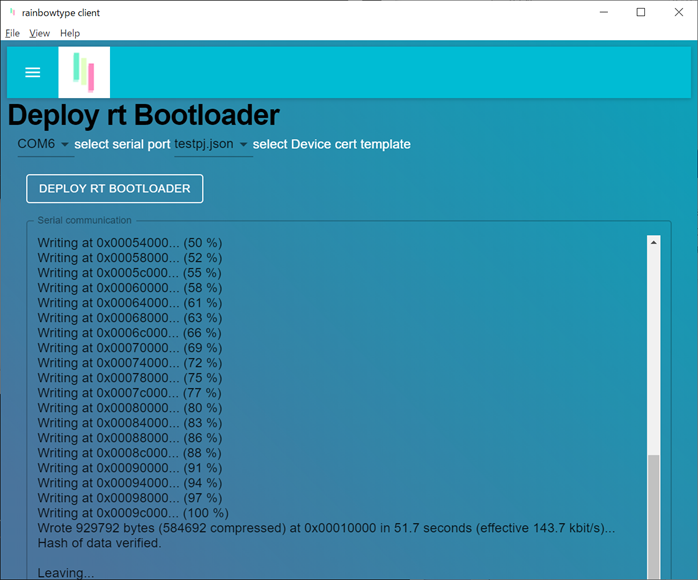 rainbowtype client
File View Help
Deploy rt Bootloader
COM6 select serial port testpj.json select Device cert template
DEPLOY RT BOOTLOADER
Serial communication
Writing at 0x00054000... (50 %)
Writing at 0x00058000... (52 %)
Writing at 0x0005c000... (55 %)
Writing at 0x00060000... (58 %)
Writing at 0x00064000... (61 %)
Writing at 0x00068000... (63 %)
Writing at 0x0006c000... (66 %)
Writing at 0x00070000... (69 %)
Writing at 0x00074000... (72 %)
Writing at 0x00078000... (75 %)
Writing at 0x0007c000... (77 %)
Writing at 0x00080000... (80 %)
Writing at 0x00084000... (83 %)
Writing at 0x00088000... (86 %)
Writing at 0x0008c000... (88 %)
Writing at 0x00090000... (91 %)
Writing at 0x00094000... (94 %)
Writing at 0x00098000... (97 %)
Writing at 0x0009c000... (100 %)
Wrote 929792 bytes (584692 compressed) at 0x00010000 in 51.7 seconds (effective 143.7 kbit/s)...
Hash of data verified.
Leaving...